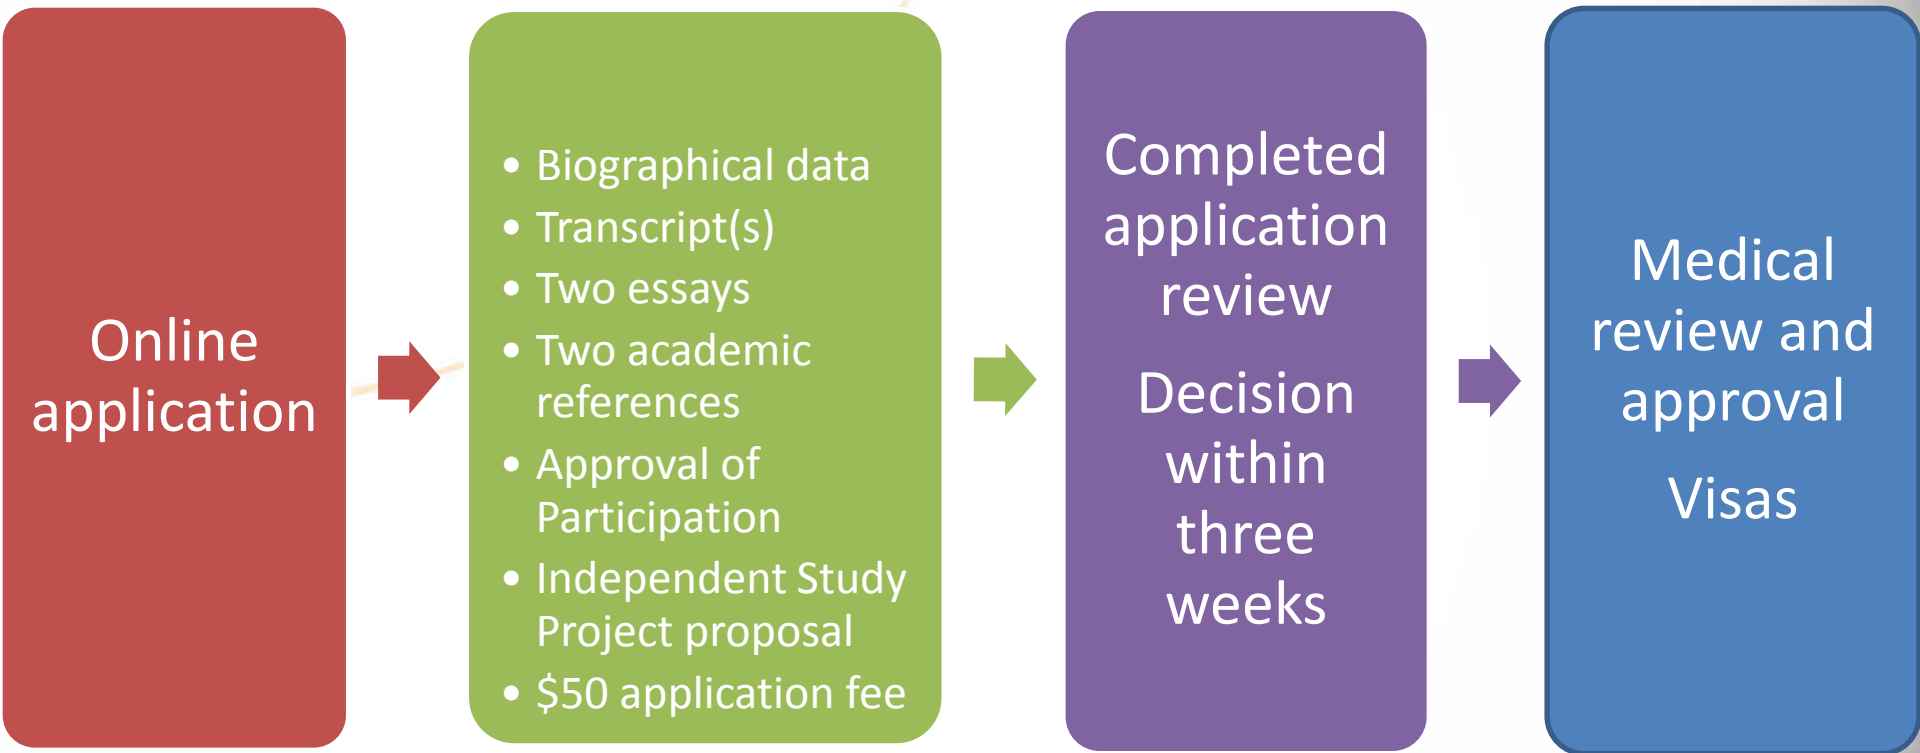 Online
application
• Biographical data
• Transcript(s)
• Two essays
• Two academic
references
• Approval of
Participation
• Independent Study
Project proposal
• $50 application fee
Completed
application
review
Decision
within
three
weeks
Medical
review and
approval
Visas